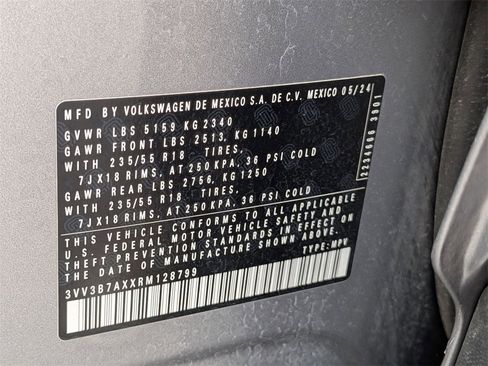 MFD BY VOLKSWAGEN DE MEXICO S.A. DE C.V. MEXICO 05/24
GVWR LBS 5159 KG 2340
GAWR FRONT LBS 2513, KG 1140
WITH 235/55 R18 TIRES.
7JX18 RIMS, AT 250 KPA, 36 PSI COLD
GAWR REAR LBS 2756, KG1250
WITH 235/55 R18 TIRES.
7JX18 RIMS, AT 250 KPA, 36 PSI COLD
THIS VEHICLE CONFORMS TO ALL APPLICABLE
U.S. FEDERAL MOTOR VEHICLE SAFETY AND
THEFT PREVENTION STANDARDS IN EFFECT ON
THE DATE OF MANUFACTURE SHOWN ABOVE.
3VV3B7AXXRM128799 TYPE: MPV
2234666 3901